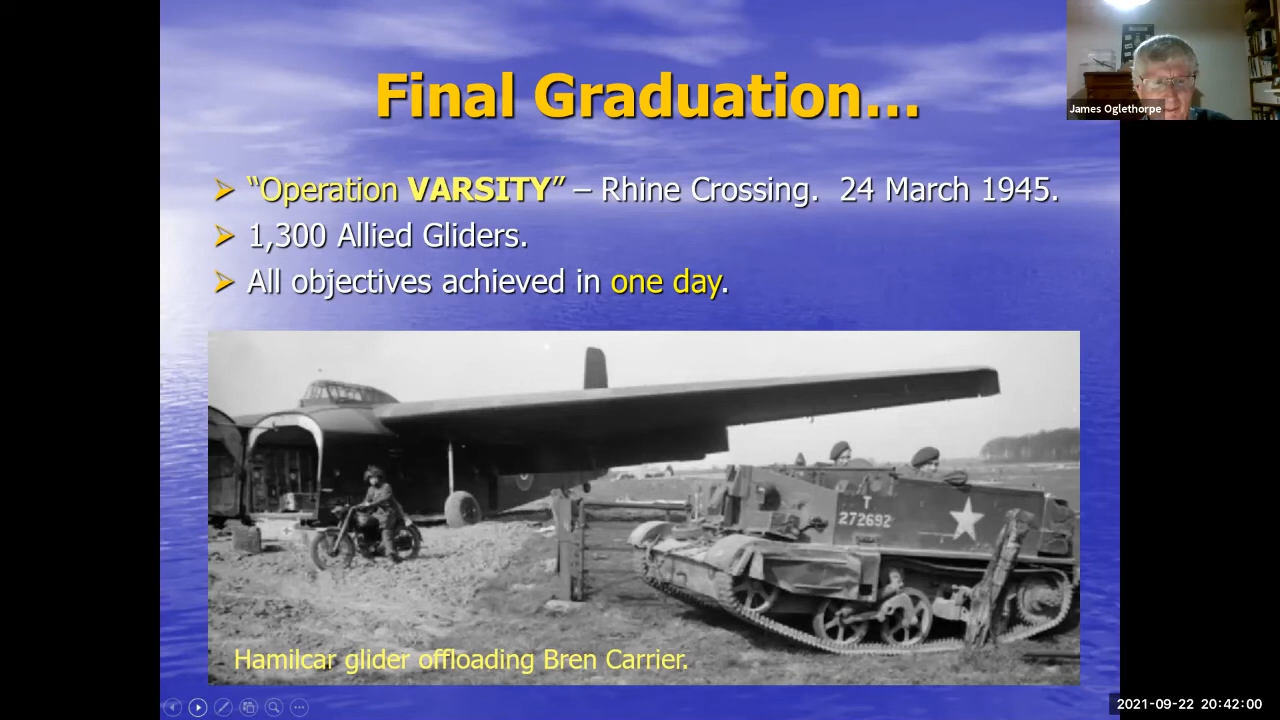 Final Graduation...
James Oglethorpe
“Operation VARSITY” – Rhine Crossing. 24 March 1945.
1,300 Allied Gliders.
All objectives achieved in one day.
T
272692
Hamilcar glider offloading Bren Carrier.
2021-09-22 20:42:00